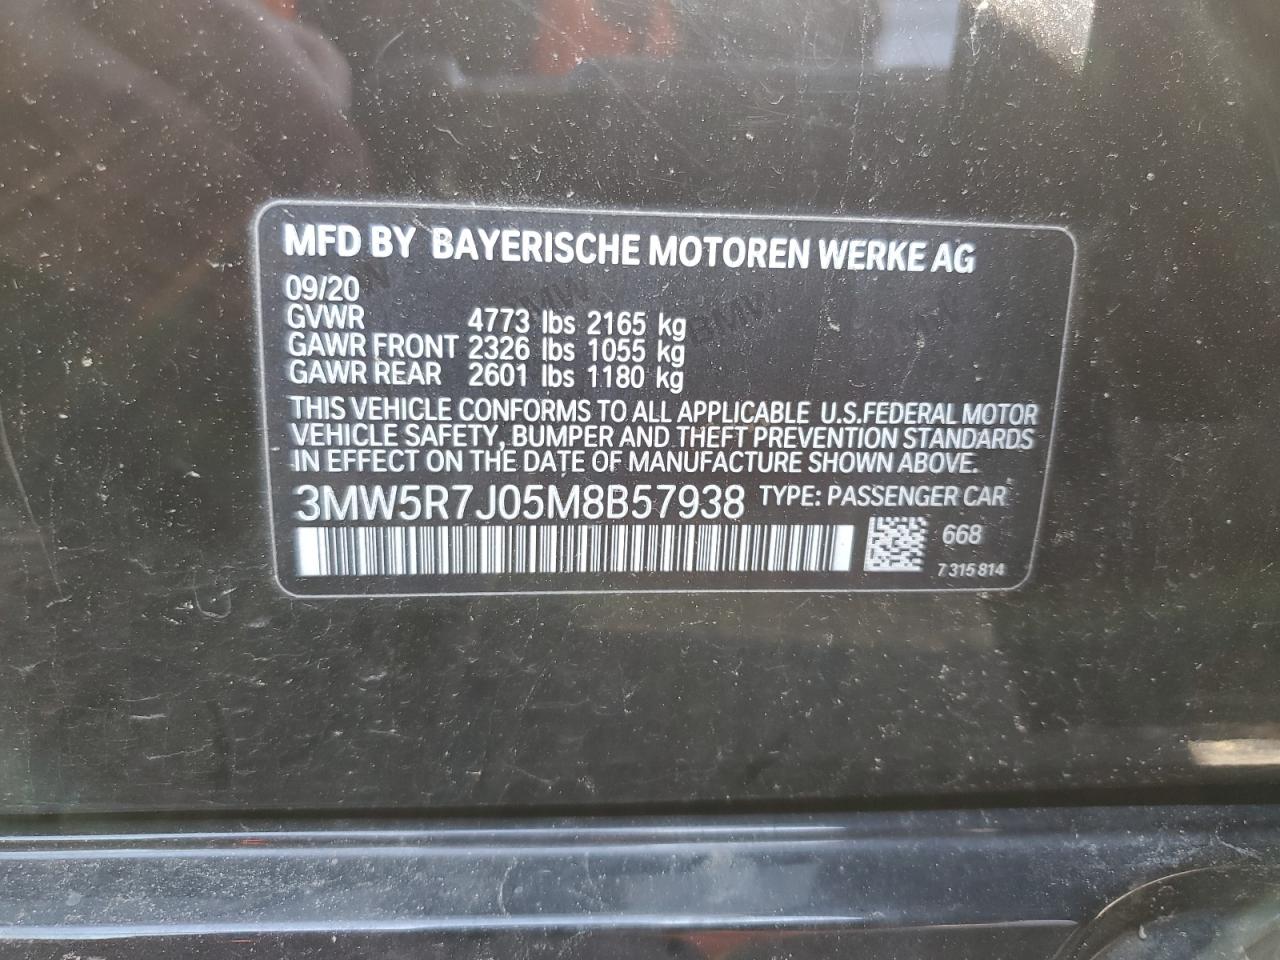 MFD BY BAYERISCHE MOTOREN WERKE AG
09/20
GVWR 4773 lbs 2165 kg
GAWR FRONT 2326 lbs 1055 kg
GAWR REAR 2601 lbs 1180 kg
THIS VEHICLE CONFORMS TO ALL APPLICABLE U.S.FEDERAL MOTOR
VEHICLE SAFETY, BUMPER AND THEFT PREVENTION STANDARDS
IN EFFECT ON THE DATE OF MANUFACTURE SHOWN ABOVE.
3MW5R7J05M8B57938 TYPE: PASSENGER CAR
668
7 315 814